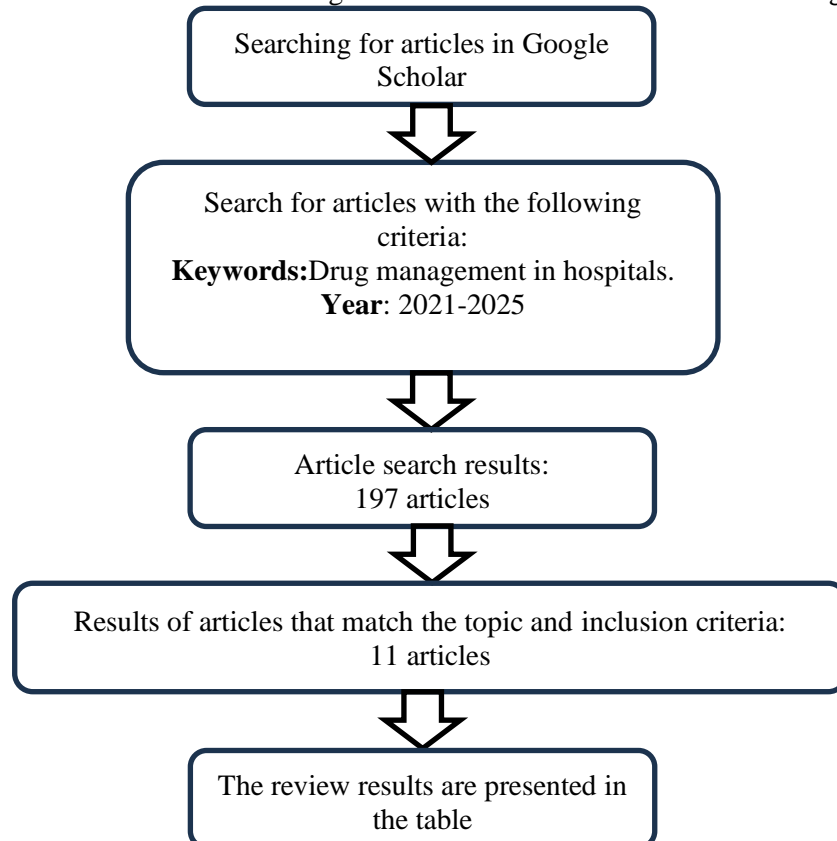 Searching for articles in Google
Scholar
Search for articles with the following
criteria:
Keywords:Drug management in hospitals.
Year: 2021-2025
Article search results:
197 articles
Results of articles that match the topic and inclusion criteria:
11 articles
The review results are presented in
the table